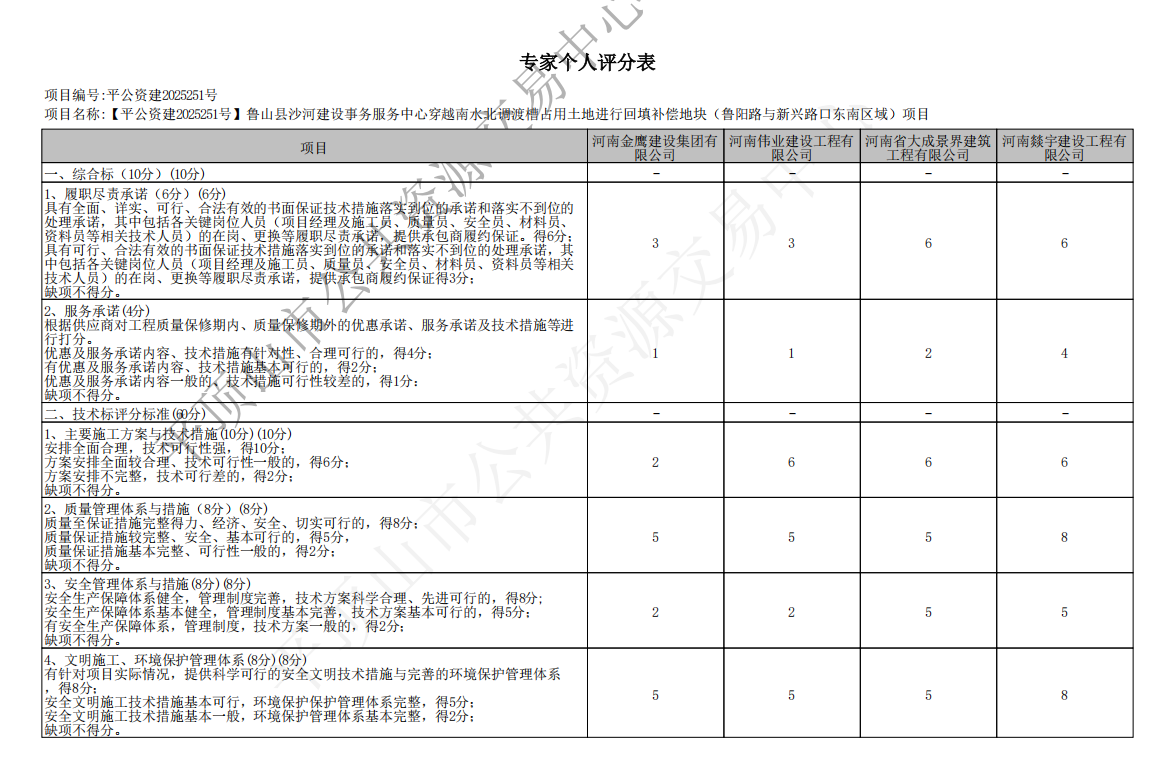 专家个人评分表
项目编号:平公资建2025251号
项目名称:【平公资建2025251号】鲁山县沙河建设事务服务中心穿越南水北调渡槽占用土地进行回填补偿地块（鲁阳路与新兴路口东南区域）项目
项目
河南金鹰建设集团有
限公司
河南伟业建设工程有
限公司
河南省大成景界建筑
工程有限公司
河南燚宇建设工程有
限公司
一、综合标（10分）(10分)
－ － － －
1、履职尽责承诺（6分）(6分)
具有全面、详实、可行、合法有效的书面保证技术措施落实到位的承诺和落实不到位的
处理承诺，其中包括各关键岗位人员（项目经理及施工员、质量员、安全员、材料员、
资料员等相关技术人员）的在岗、更换等履职尽责承诺，提供承包商履约保证。得6分；
具有可行、合法有效的书面保证技术措施落实到位的承诺和落实不到位的处理承诺，其
中包括各关键岗位人员（项目经理及施工员、质量员、安全员、材料员、资料员等相关
技术人员）的在岗、更换等履职尽责承诺，提供承包商履约保证得3分；
缺项不得分。
3 3 6 6
2、服务承诺(4分)
根据供应商对工程质量保修期内、质量保修期外的优惠承诺、服务承诺及技术措施等进
行打分。
优惠及服务承诺内容、技术措施有针对性、合理可行的，得4分；
有优惠及服务承诺内容、技术措施基本可行的，得2分；
优惠及服务承诺内容一般的、技术措施可行性较差的，得1分；
缺项不得分。
1 1 2 4
二、技术标评分标准(60分)
－ － － －
1、主要施工方案与技术措施(10分)(10分)
安排全面合理，技术可行性强，得10分；
方案安排全面较合理、技术可行性一般的，得6分；
方案安排不完整，技术可行差的，得2分；
缺项不得分。
2 6 6 6
2、质量管理体系与措施（8分）(8分)
质量至保证措施完整得力、经济、安全、切实可行的，得8分；
质量保证措施较完整、安全、基本可行的，得5分，
质量保证措施基本完整、可行性一般的，得2分；
缺项不得分。
5 5 5 8
3、安全管理体系与措施(8分)(8分)
安全生产保障体系健全，管理制度完善，技术方案科学合理、先进可行的，得8分；
安全生产保障体系基本健全，管理制度基本完善，技术方案基本可行的，得5分；
有安全生产保障体系，管理制度，技术方案一般的，得2分；
缺项不得分。
2 2 5 5
4、文明施工、环境保护管理体系(8分)(8分)
有针对项目实际情况，提供科学可行的安全文明技术措施与完善的环境保护管理体系
，得8分；
安全文明施工技术措施基本可行，环境保护保护管理体系完整，得5分；
安全文明施工技术措施基本一般，环境保护管理体系基本完整，得2分；
缺项不得分。
5 5 5 8
平顶山市公共资源交易中心
平顶山市公共资源交易中心